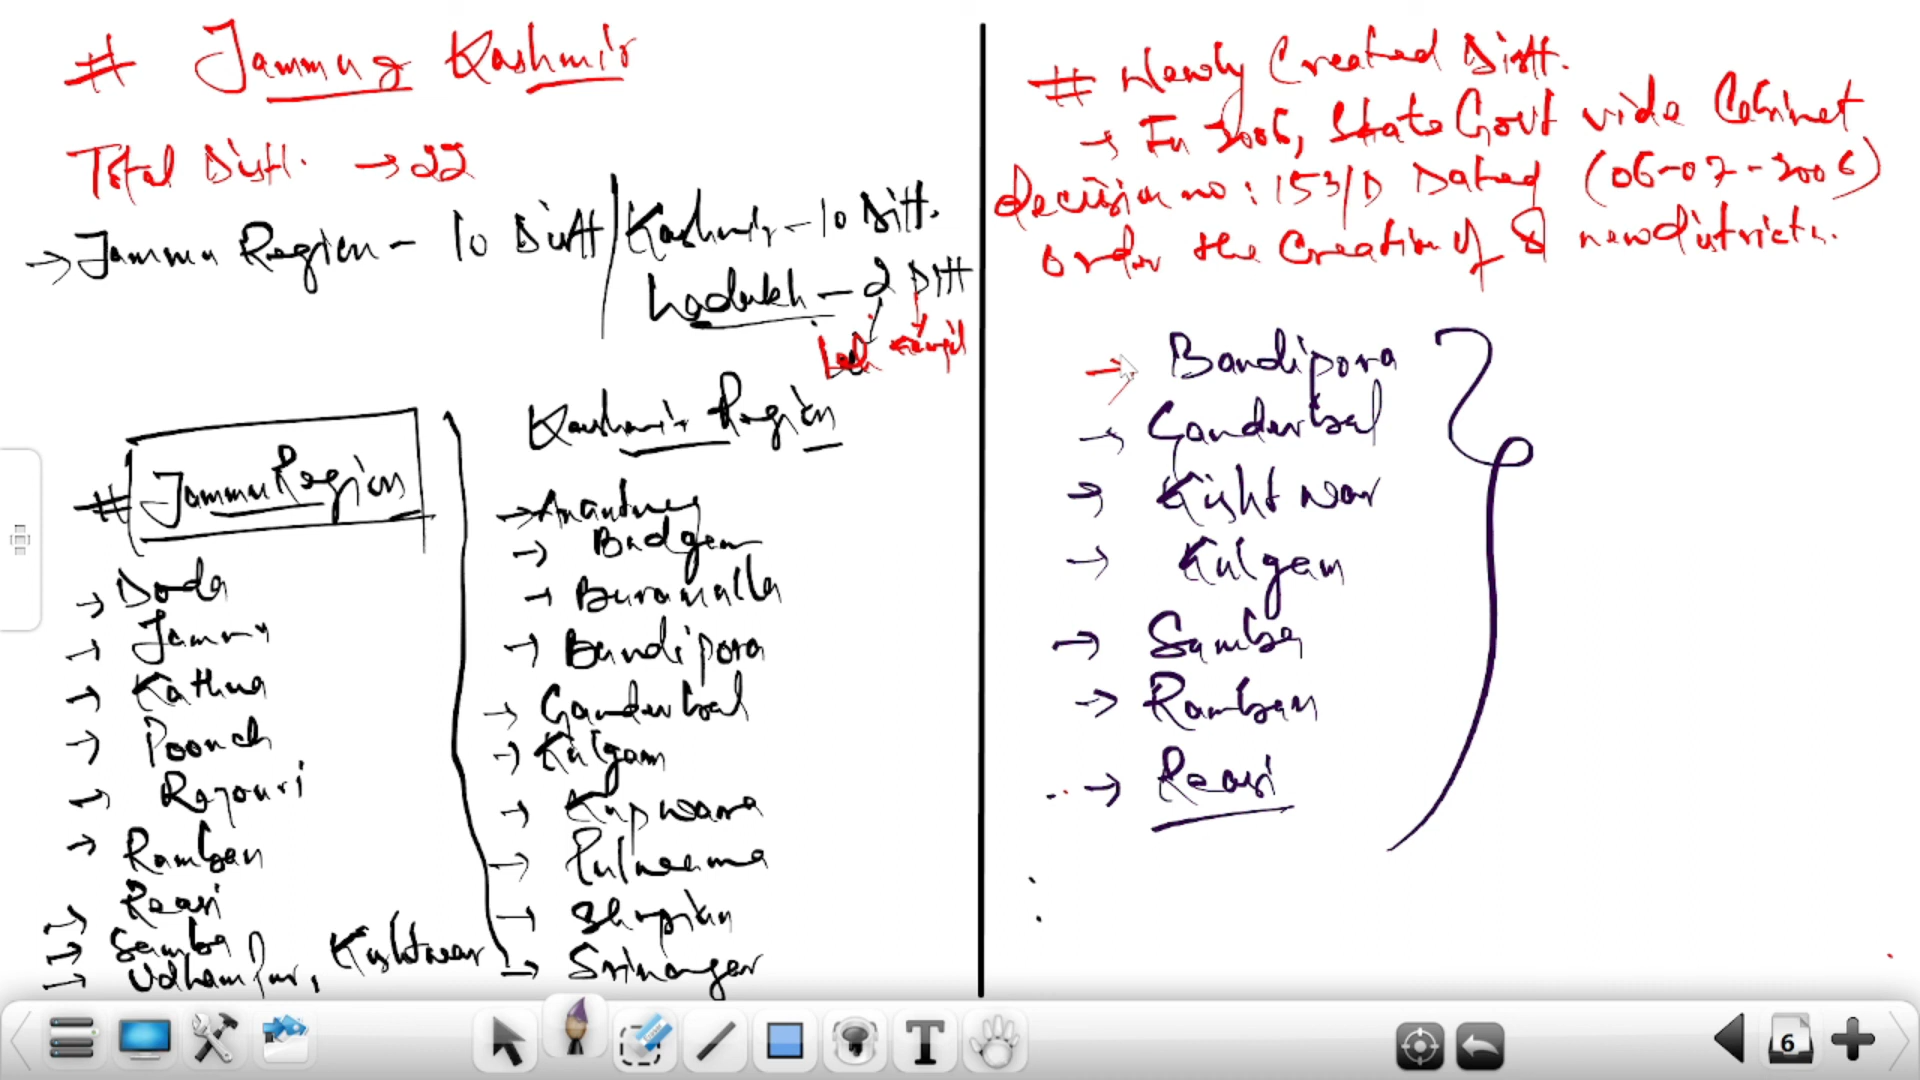 # Jammu & Kashmir
Total Distt. → 22
→ Jammu Region - 10 Distt / Kashmir - 10 Distt.
Ladakh - 2 Distt
Leh Kargil
# Jammu Region
→ Doda
→ Jammu
→ Kathua
→ Poonch
→ Rajouri
→ Ramban
→ Reasi
→ Samba
→ Udhampur, Kishtwar
Kashmir Region
→ Anantnag
→ Badgam
→ Baramulla
→ Bandipora
→ Ganderbal
→ Kulgam
→ Kupwara
→ Pulwama
→ Shopian
→ Srinagar
# Newly Created Distt.
→ In 2006, State Govt vide Cabinet
decision no: 153/D Dated (06-07-2006)
order the Creation of 8 new districts.
→ Bandipora
→ Ganderbal
→ Kishtwar
→ Kulgam
→ Samba
→ Ramban
→ Reasi
T
6